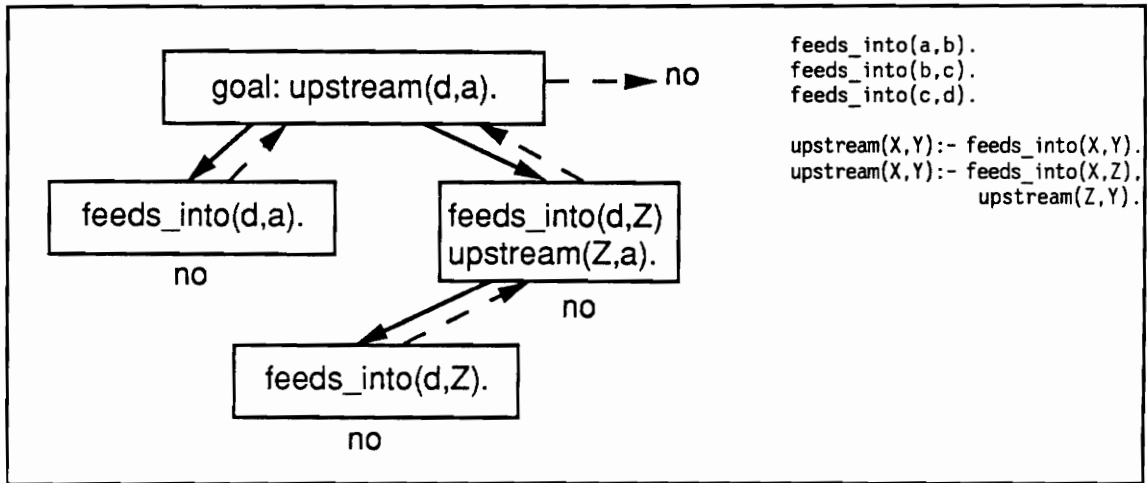 goal: upstream(d,a).
no
feeds_into(d,a).
no
feeds_into(d,Z)
upstream(Z,a).
no
feeds_into(d,Z).
no
feeds_into(a,b).
feeds_into(b,c).
feeds_into(c,d).
upstream(X,Y):- feeds_into(X,Y).
upstream(X,Y):- feeds_into(X,Z),
upstream(Z,Y).